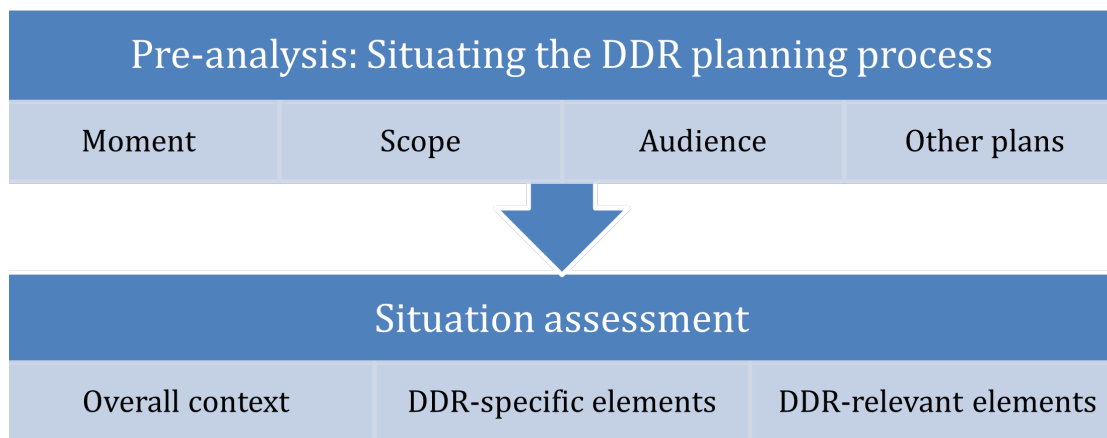 Pre-analysis: Situating the DDR planning process
Moment
Scope
Audience
Other plans
Situation assessment
Overall context
DDR-specific elements
DDR-relevant elements